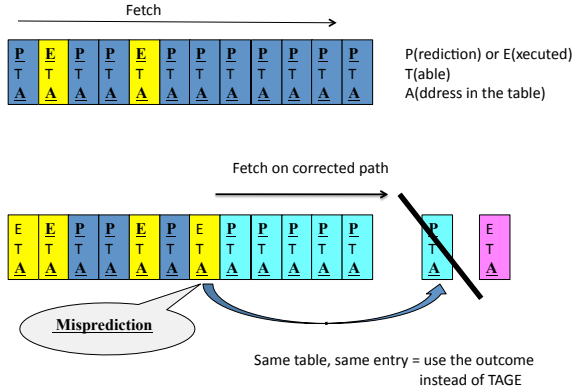 Fetch
P E P P E P P P P P P P
T T T T T T T T T T T T
A A A A A A A A A A A A
P(rediction) or E(xecuted)
T(able)
A(ddress in the table)
Fetch on corrected path
E E P P E P E P P P P P P E
T T T T T T T T T T T T T T
A A A A A A A A A A A A A A
Misprediction
Same table, same entry = use the outcome
instead of TAGE